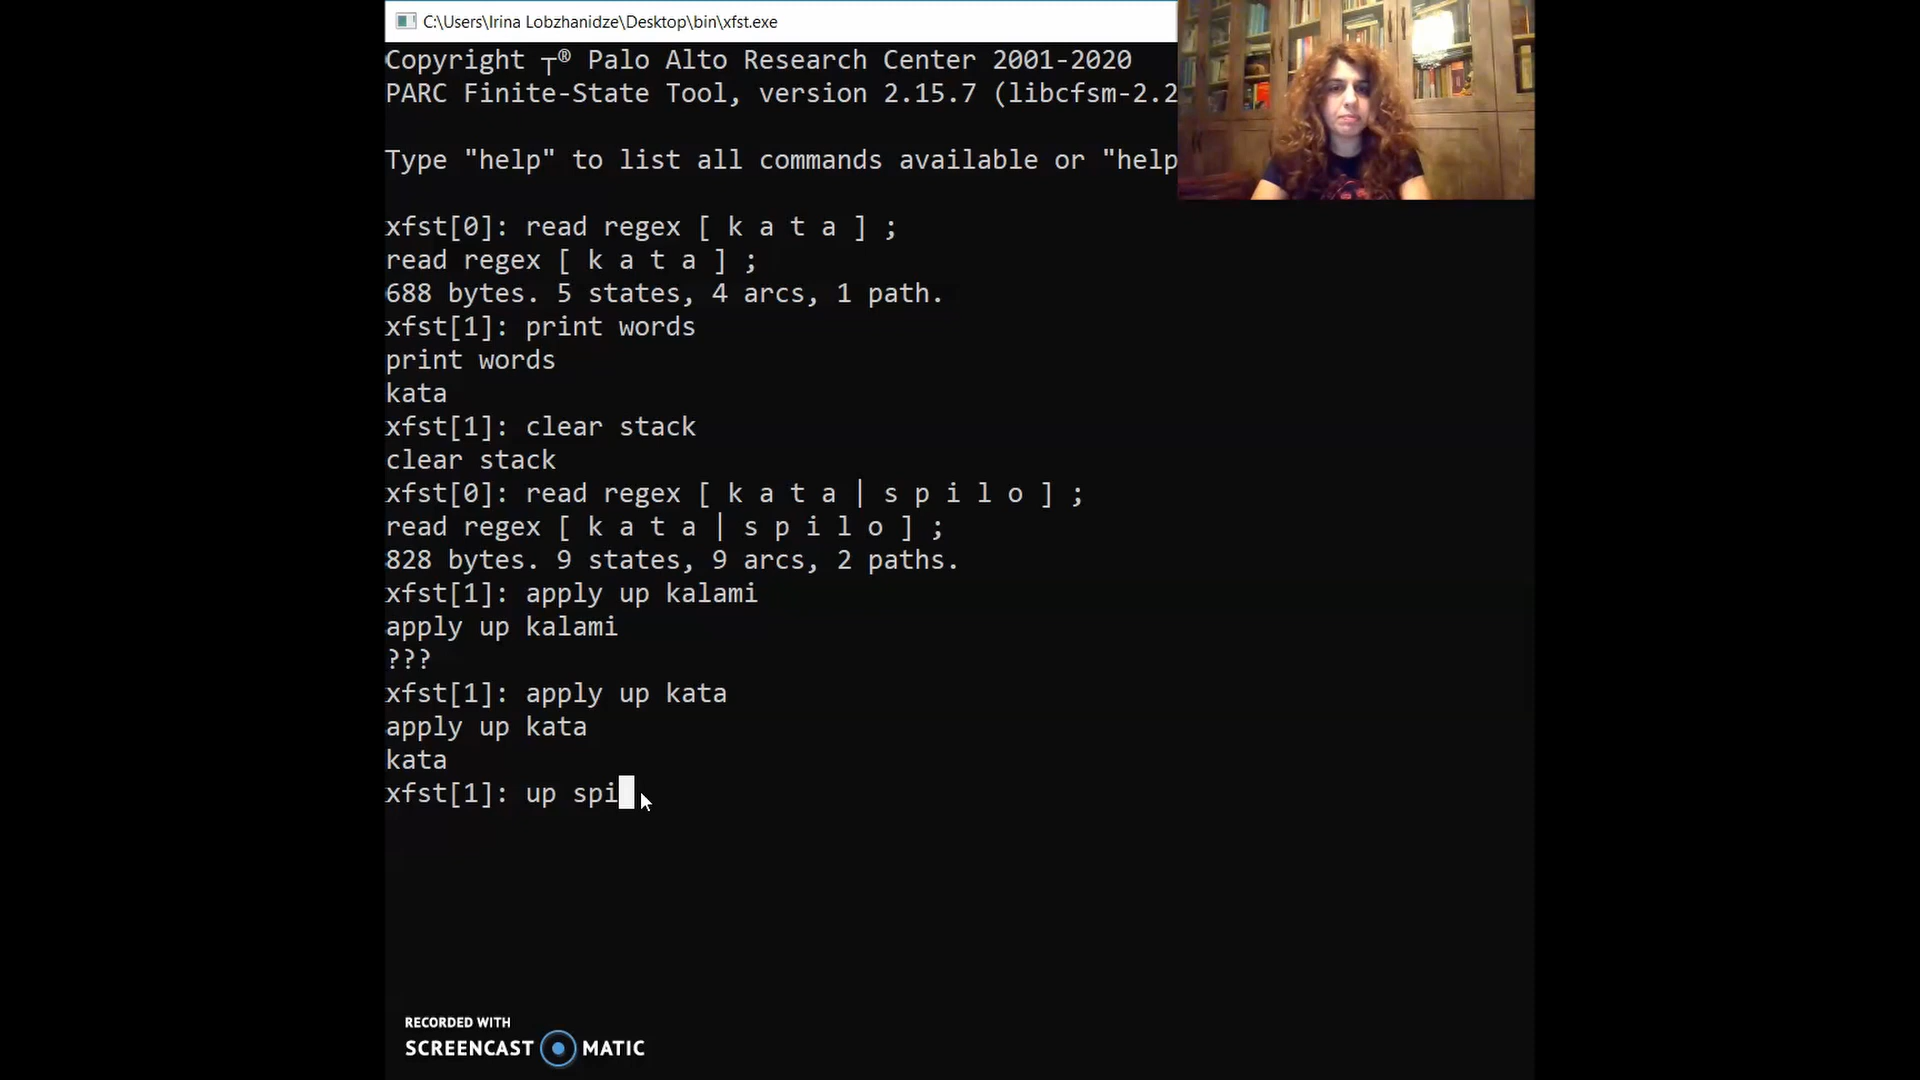 C:\Users\Irina Lobzhanidze\Desktop\bin\xfst.exe
Copyright ┬® Palo Alto Research Center 2001-2020
PARC Finite-State Tool, version 2.15.7 (libcfsm-2.2
Type "help" to list all commands available or "help
xfst[0]: read regex [ k a t a ] ;
read regex [ k a t a ] ;
688 bytes. 5 states, 4 arcs, 1 path.
xfst[1]: print words
print words
kata
xfst[1]: clear stack
clear stack
xfst[0]: read regex [ k a t a | s p i l o ] ;
read regex [ k a t a | s p i l o ] ;
828 bytes. 9 states, 9 arcs, 2 paths.
xfst[1]: apply up kalami
apply up kalami
???
xfst[1]: apply up kata
apply up kata
kata
xfst[1]: up spi
RECORDED WITH
SCREENCAST MATIC